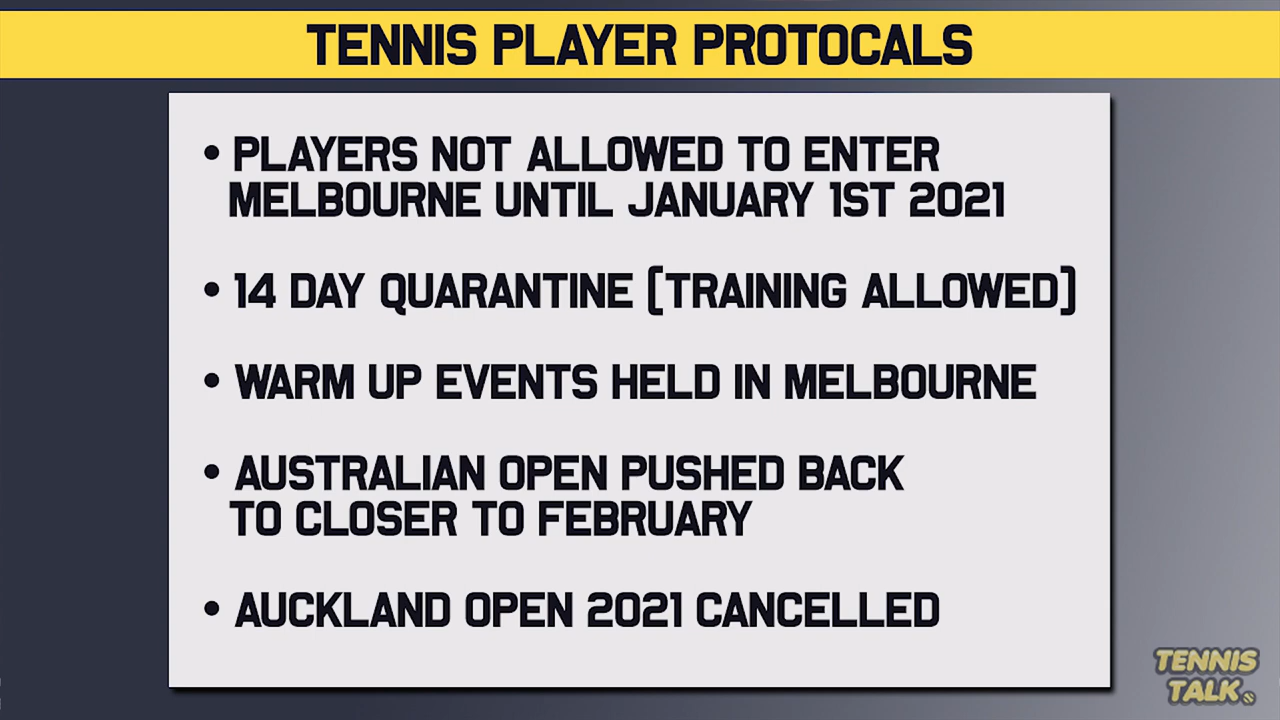 TENNIS PLAYER PROTOCALS
• PLAYERS NOT ALLOWED TO ENTER
MELBOURNE UNTIL JANUARY 1ST 2021
• 14 DAY QUARANTINE [TRAINING ALLOWED]
• WARM UP EVENTS HELD IN MELBOURNE
• AUSTRALIAN OPEN PUSHED BACK
TO CLOSER TO FEBRUARY
• AUCKLAND OPEN 2021 CANCELLED
TENNIS
TALK